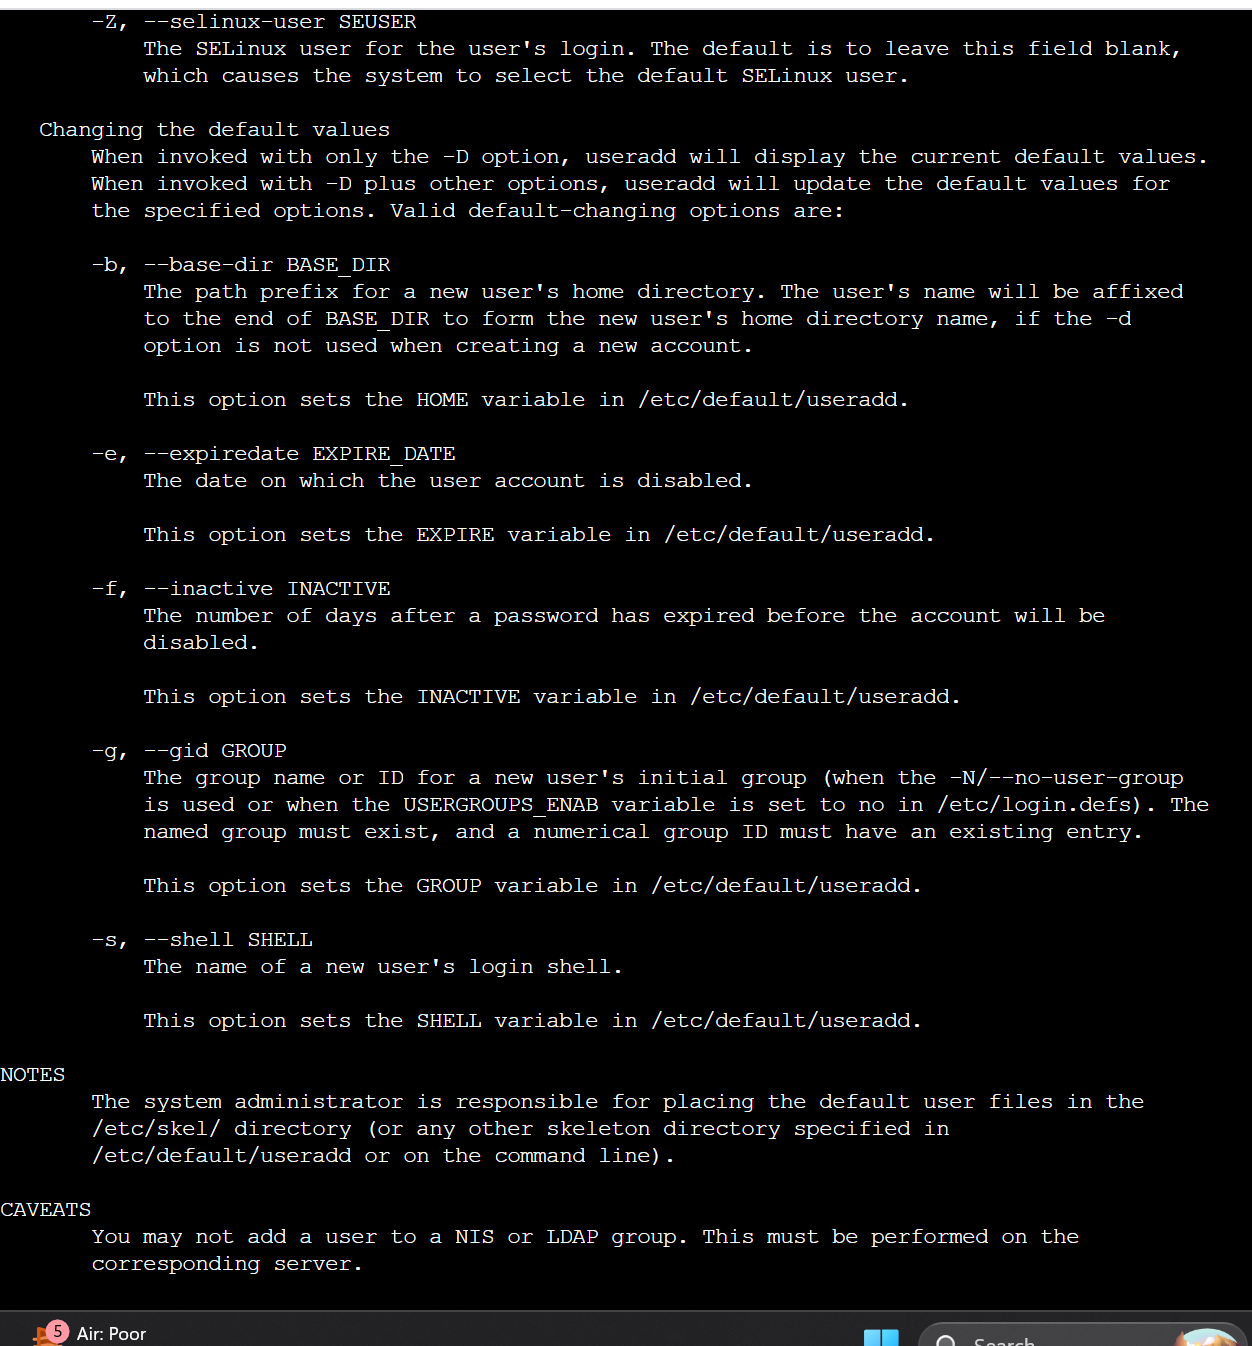 -Z, --selinux-user SEUSER
The SELinux user for the user's login. The default is to leave this field blank,
which causes the system to select the default SELinux user.
Changing the default values
When invoked with only the -D option, useradd will display the current default values.
When invoked with -D plus other options, useradd will update the default values for
the specified options. Valid default-changing options are:
-b, --base-dir BASE_DIR
The path prefix for a new user's home directory. The user's name will be affixed
to the end of BASE_DIR to form the new user's home directory name, if the -d
option is not used when creating a new account.
This option sets the HOME variable in /etc/default/useradd.
-e, --expiredate EXPIRE_DATE
The date on which the user account is disabled.
This option sets the EXPIRE variable in /etc/default/useradd.
-f, --inactive INACTIVE
The number of days after a password has expired before the account will be
disabled.
This option sets the INACTIVE variable in /etc/default/useradd.
-g, --gid GROUP
The group name or ID for a new user's initial group (when the -N/--no-user-group
is used or when the USERGROUPS_ENAB variable is set to no in /etc/login.defs). The
named group must exist, and a numerical group ID must have an existing entry.
This option sets the GROUP variable in /etc/default/useradd.
-s, --shell SHELL
The name of a new user's login shell.
This option sets the SHELL variable in /etc/default/useradd.
NOTES
The system administrator is responsible for placing the default user files in the
/etc/skel/ directory (or any other skeleton directory specified in
/etc/default/useradd or on the command line).
CAVEATS
You may not add a user to a NIS or LDAP group. This must be performed on the
corresponding server.
5 Air: Poor
Search